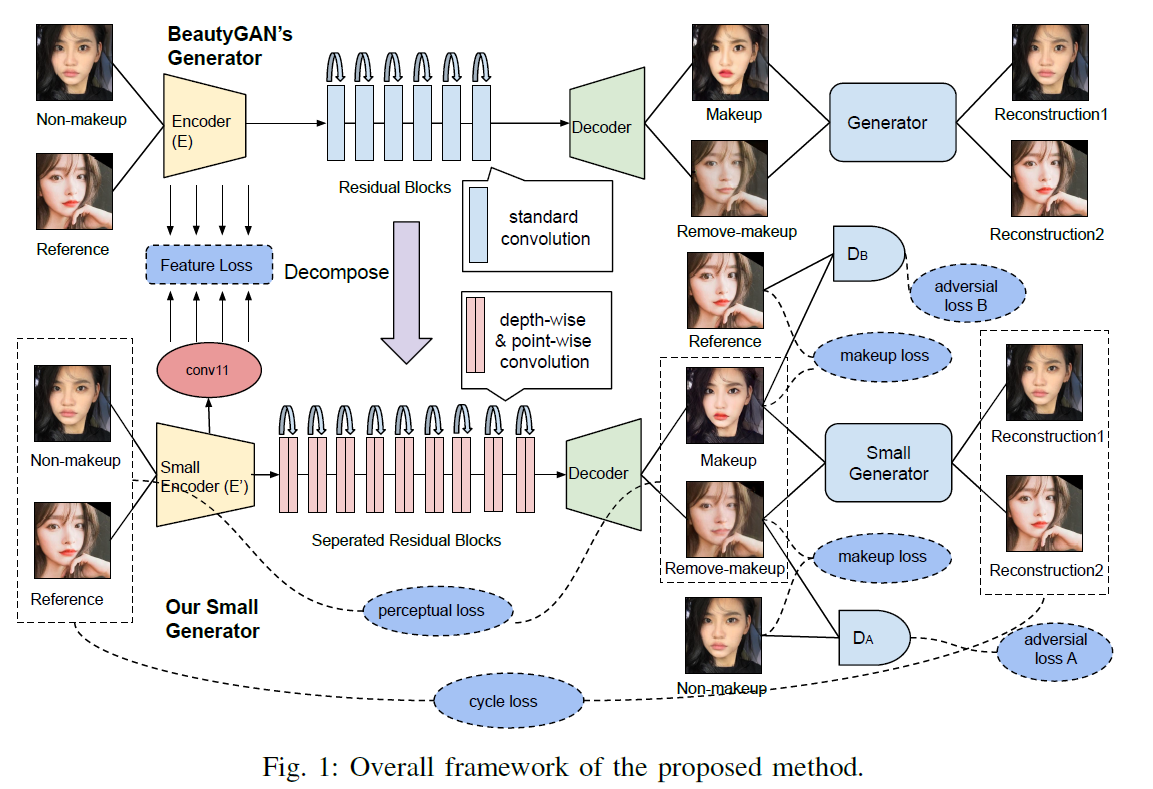 BeautyGAN's
Generator
Non-makeup
Encoder
(E)
Decoder
Makeup
Generator
Reconstruction1
Reference
Residual Blocks
Remove-makeup
Reconstruction2
standard
convolution
Feature Loss
Decompose
DB
adversial
loss B
depth-wise
& point-wise
convolution
Reference
makeup loss
conv11
Non-makeup
Small
Encoder (E')
Decoder
Makeup
Small
Generator
Reconstruction1
Reference
Seperated Residual Blocks
Remove-makeup
makeup loss
Reconstruction2
Our Small
Generator
perceptual loss
DA
adversial
loss A
Non-makeup
cycle loss
Fig. 1: Overall framework of the proposed method.